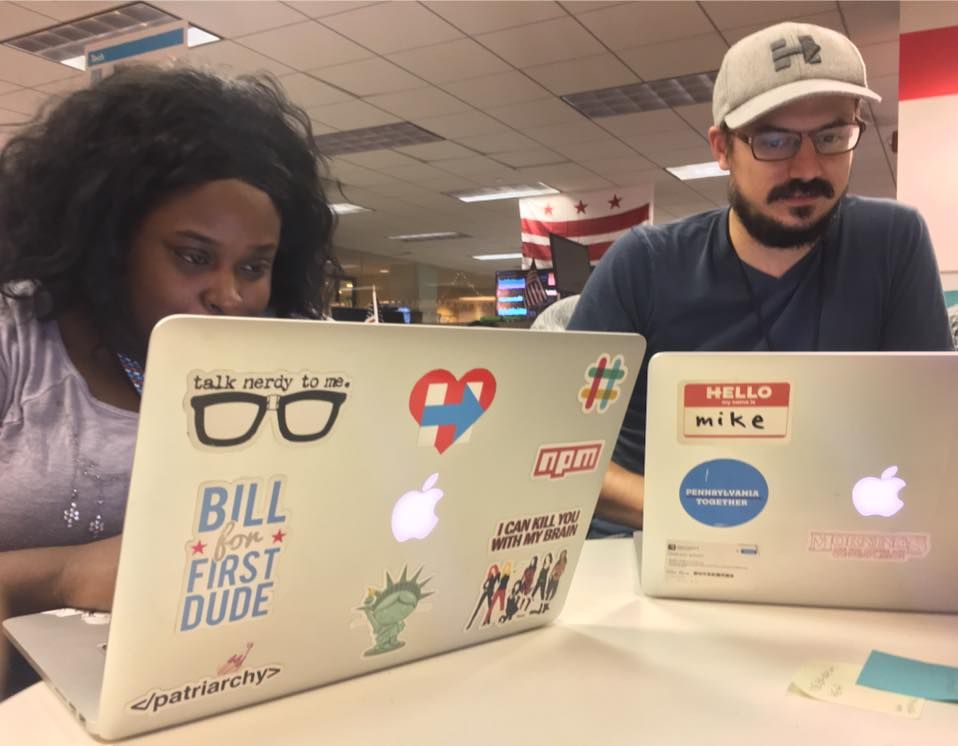 Tech
talk nerdy to me.
npm
BILL
for
FIRST
DUDE
I CAN KILL YOU
WITH MY BRAIN
</patriarchy>
HELLO
my name is
mike
PENNSYLVANIA
TOGETHER